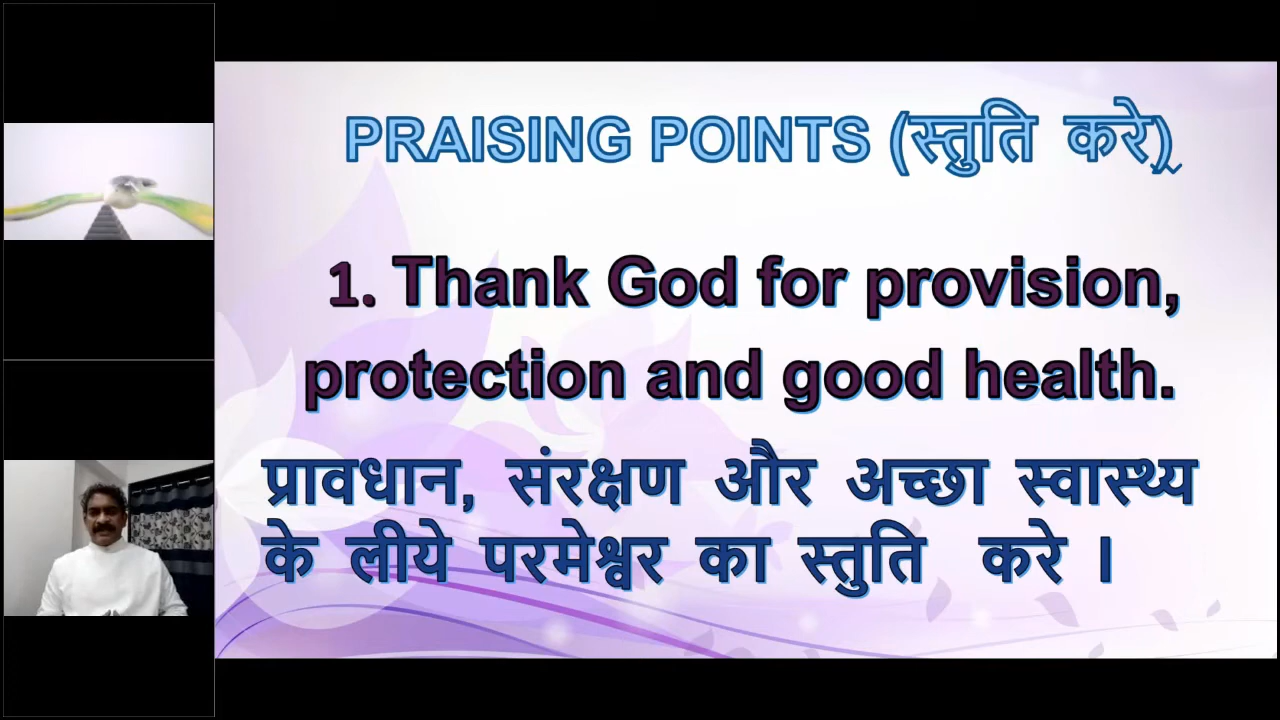 PRAISING POINTS (स्तुति करे)
1. Thank God for provision,
protection and good health.
प्रावधान, संरक्षण और अच्छा स्वास्थ्य
के लीये परमेश्वर का स्तुति करे ।